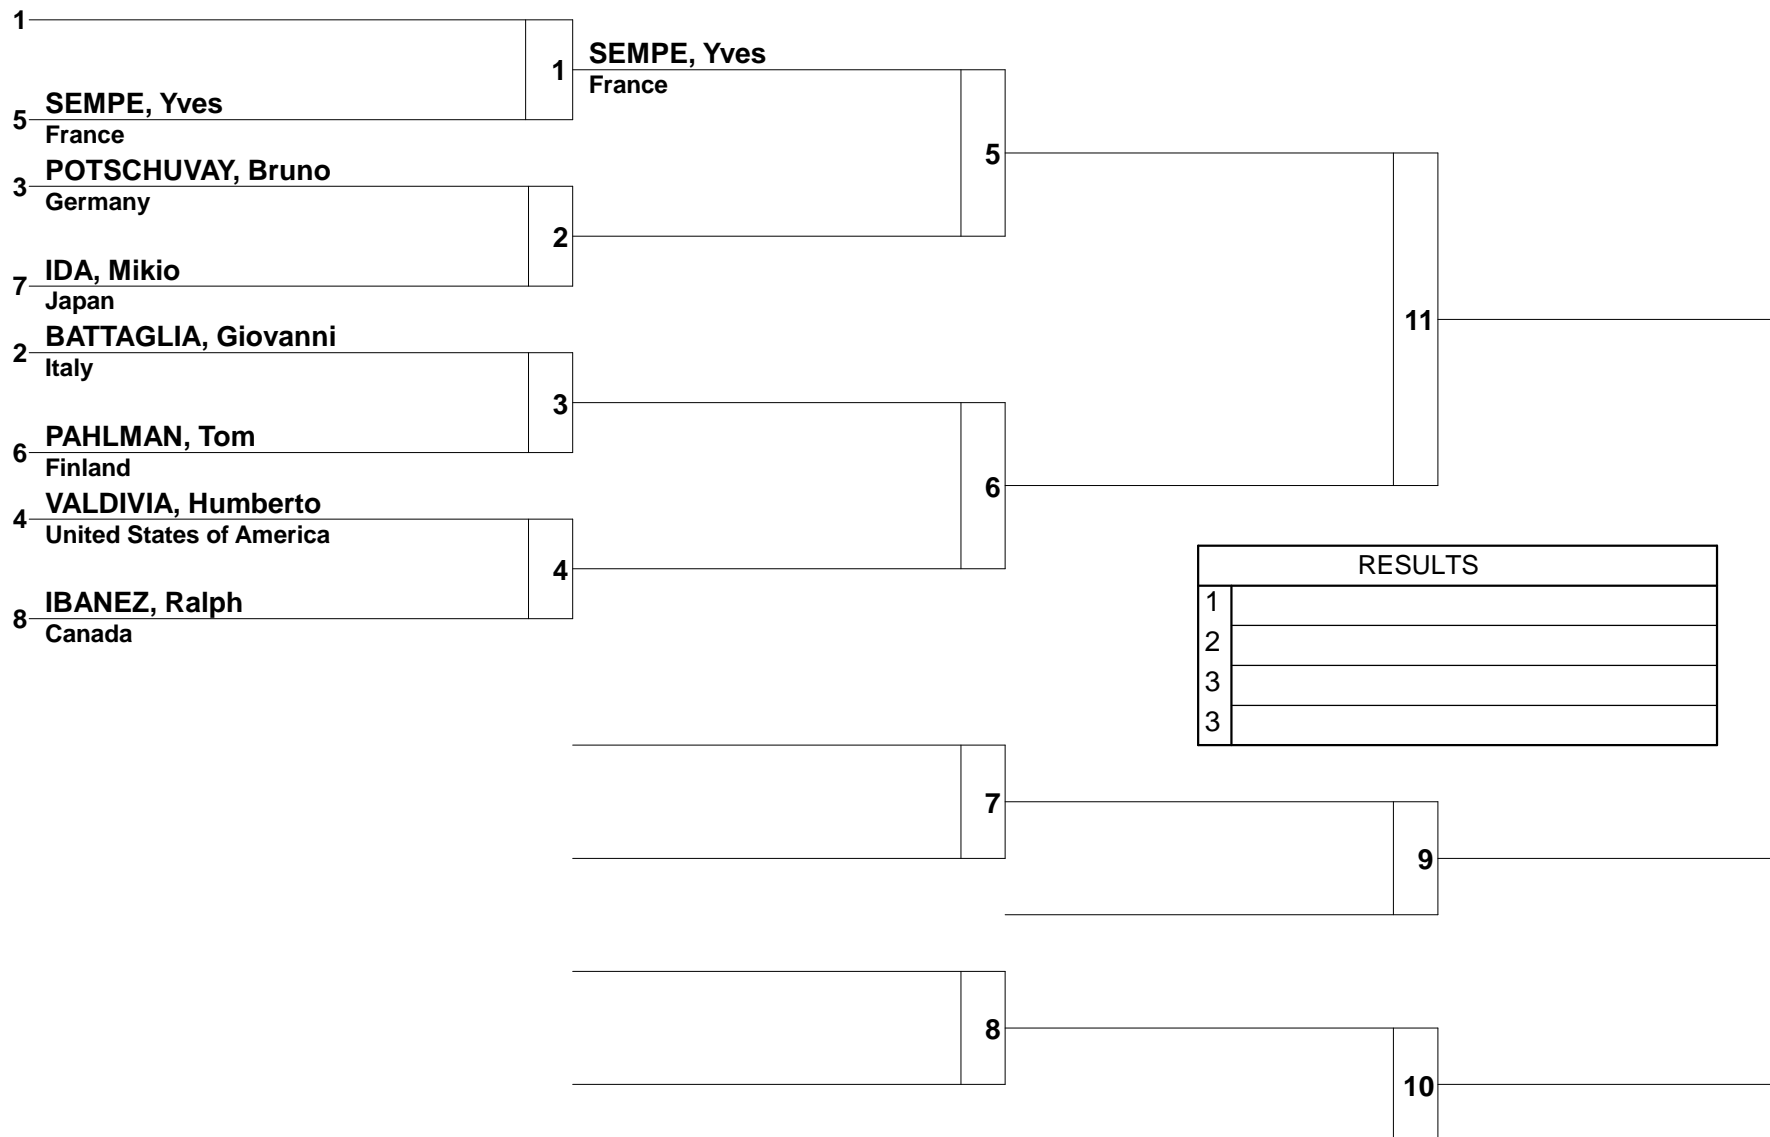 1
1
SEMPE, Yves
France
SEMPE, Yves
5
France
POTSCHUVAY, Bruno
3
Germany
5
2
IDA, Mikio
7
Japan
BATTAGLIA, Giovanni
2
Italy
11
3
PAHLMAN, Tom
6
Finland
VALDIVIA, Humberto
4
United States of America
6
4
IBANEZ, Ralph
8
Canada
RESULTS
1
2
3
3
7
9
8
10